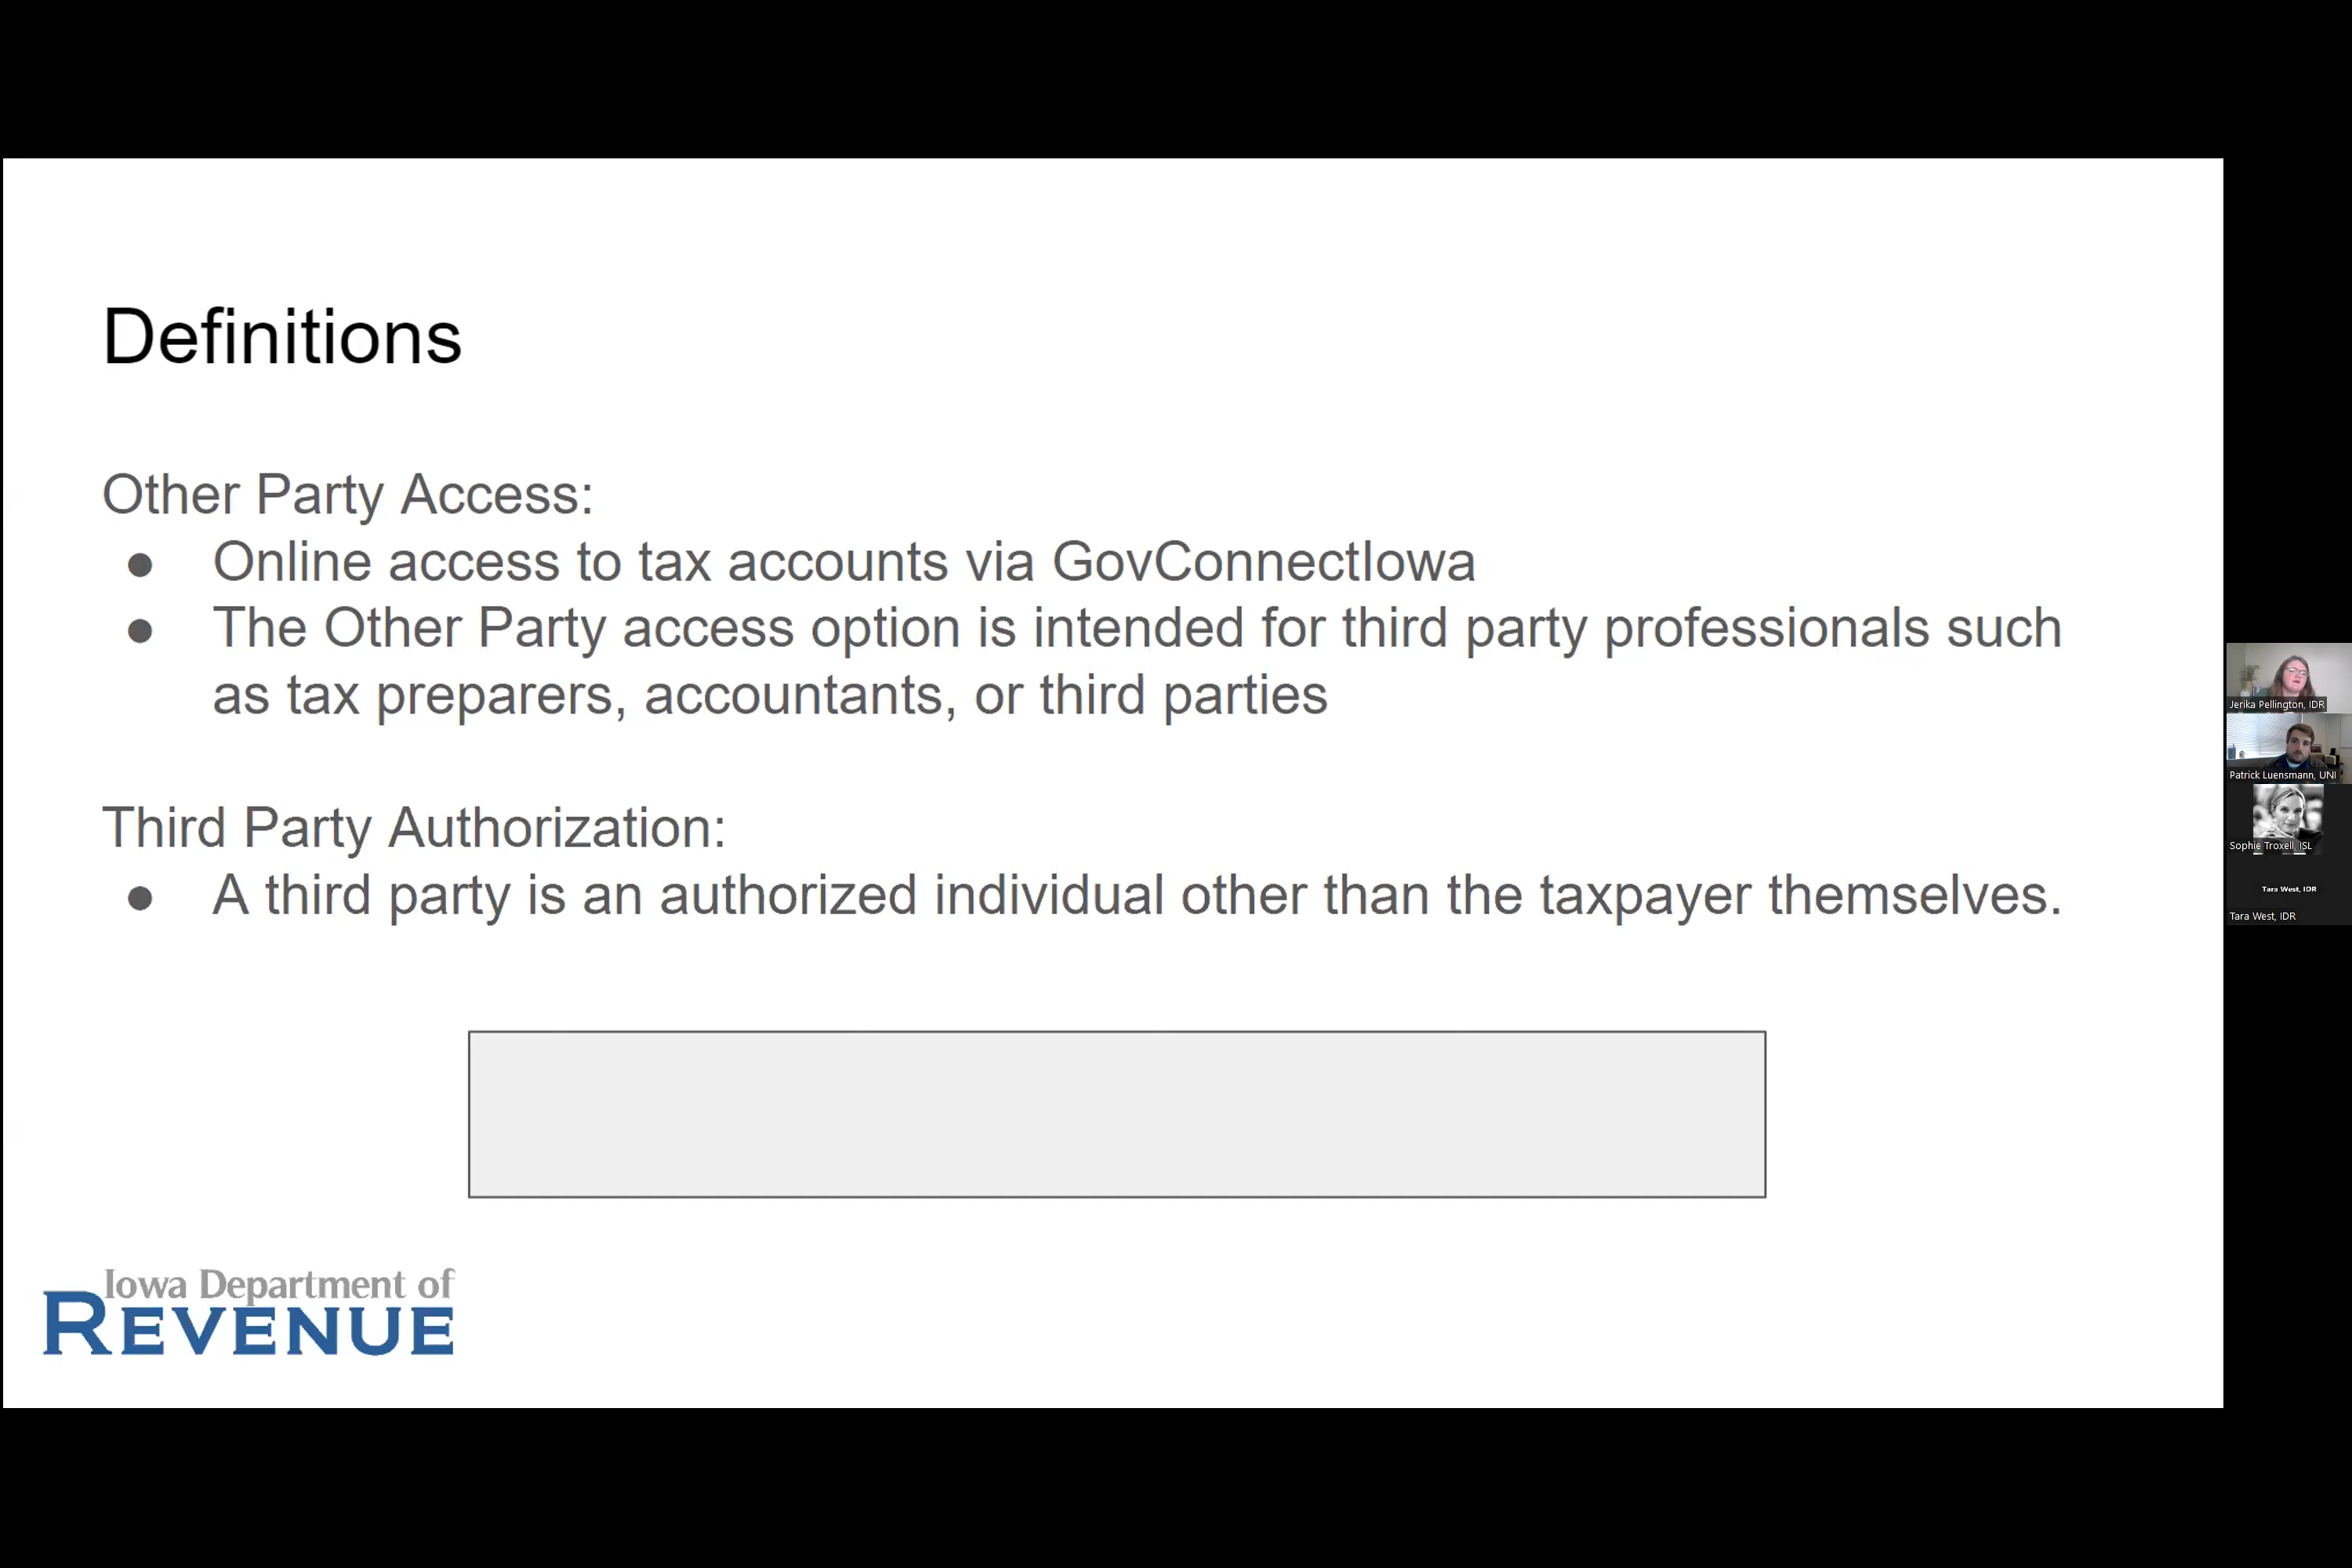 Definitions
Other Party Access:
● Online access to tax accounts via GovConnectIowa
● The Other Party access option is intended for third party professionals such
as tax preparers, accountants, or third parties
Third Party Authorization:
● A third party is an authorized individual other than the taxpayer themselves.
Iowa Department of
REVENUE
Jerika Pellington, IDR
Patrick Luensmann, UNI
Sophie Troxell, ISL
Tara West, IDR
Tara West, IDR